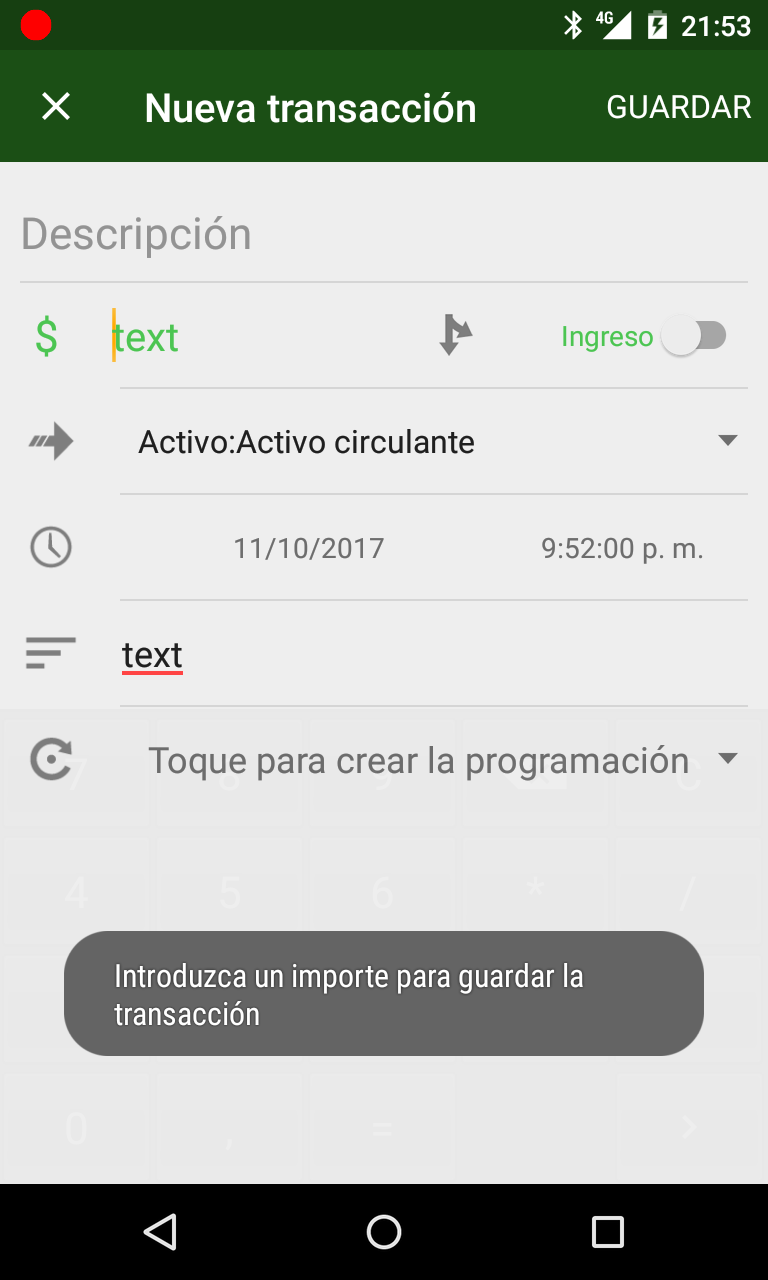 4G 21:53
Nueva transacción GUARDAR
Descripción
$ text Ingreso
Activo:Activo circulante
11/10/2017 9:52:00 p. m.
text
Toque para crear la programación
7 8 9 C
4 5 6 * /
Introduzca un importe para guardar la
transacción
0 , = >